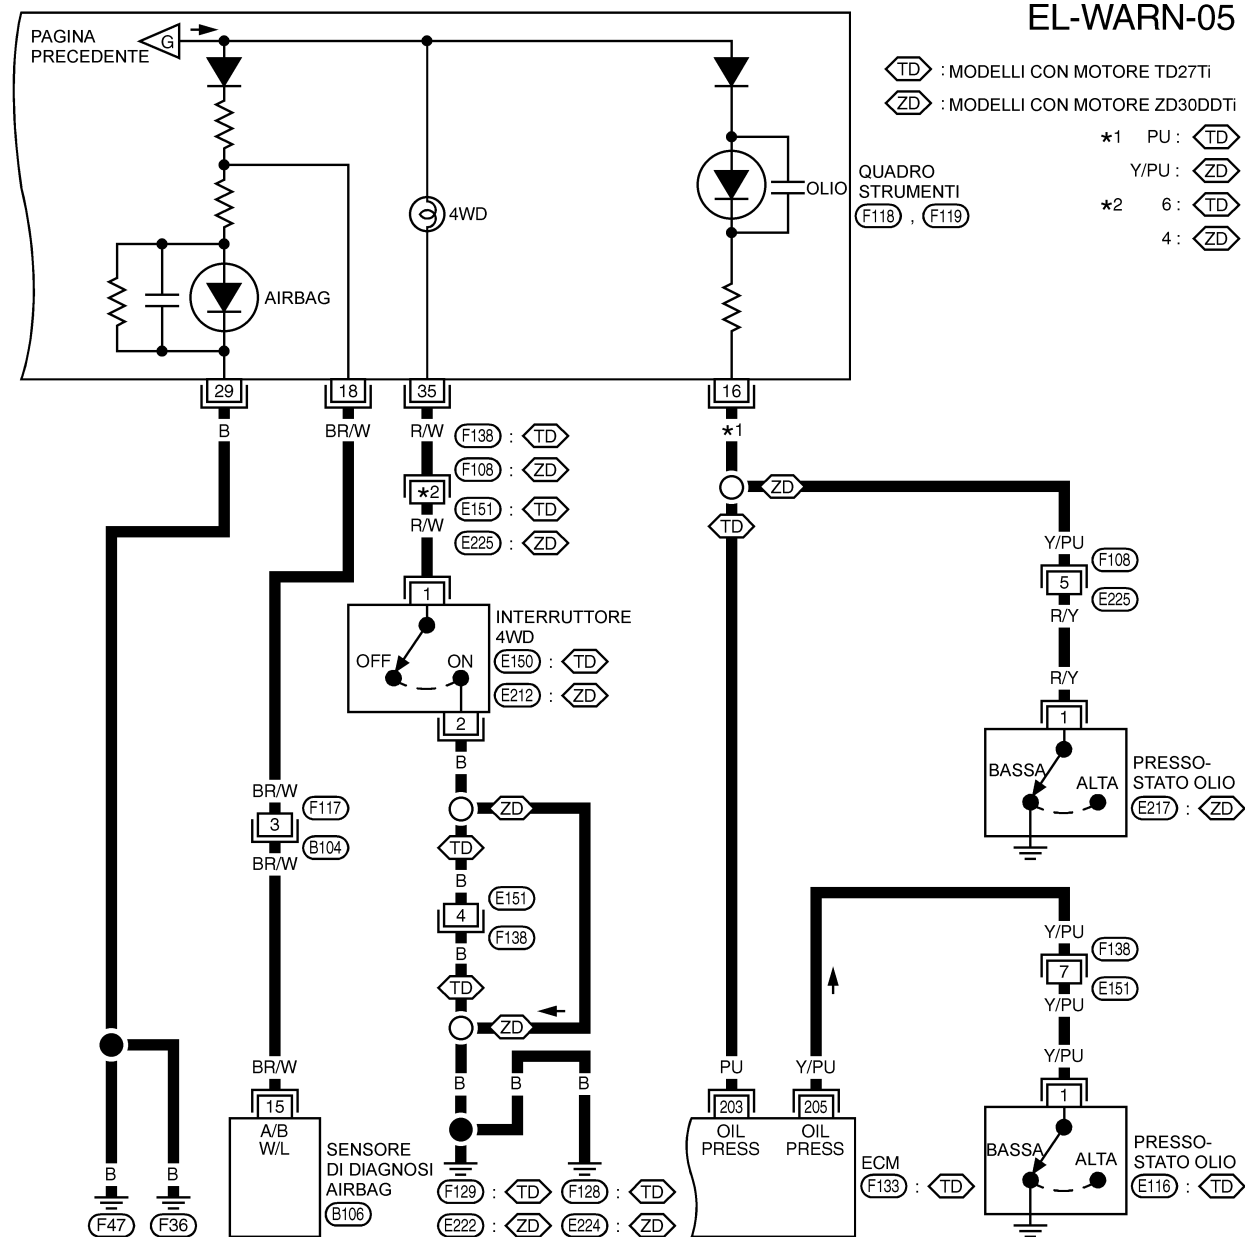 EL-WARN-05
PAGINA
PRECEDENTE
G
TD : MODELLI CON MOTORE TD27Ti
ZD : MODELLI CON MOTORE ZD30DDTi
*1 PU : TD
Y/PU : ZD
*2 6 : TD
4 : ZD
QUADRO
STRUMENTI
F118 , F119
4WD
OLIO
AIRBAG
29 18 35 16
B BR/W R/W *1
F138 : TD
F108 : ZD
*2
E151 : TD
R/W
E225 : ZD
ZD
TD
Y/PU
F108
5
E225
R/Y
R/Y
1
1
INTERRUTTORE
4WD
OFF ON
E150 : TD
E212 : ZD
2
B
BASSA ALTA
PRESSO-
STATO OLIO
E217 : ZD
BR/W
F117
3
B104
BR/W
ZD
TD
B
E151
4
F138
B
TD
ZD
Y/PU
F138
7
E151
Y/PU
Y/PU
1
BR/W
B B B
PU Y/PU
15
203 205
A/B
W/L
SENSORE
DI DIAGNOSI
AIRBAG
B106
OIL
PRESS
OIL
PRESS
ECM
F133 : TD
BASSA ALTA
PRESSO-
STATO OLIO
E116 : TD
B B
F47 F36
F129 : TD F128 : TD
E222 : ZD E224 : ZD